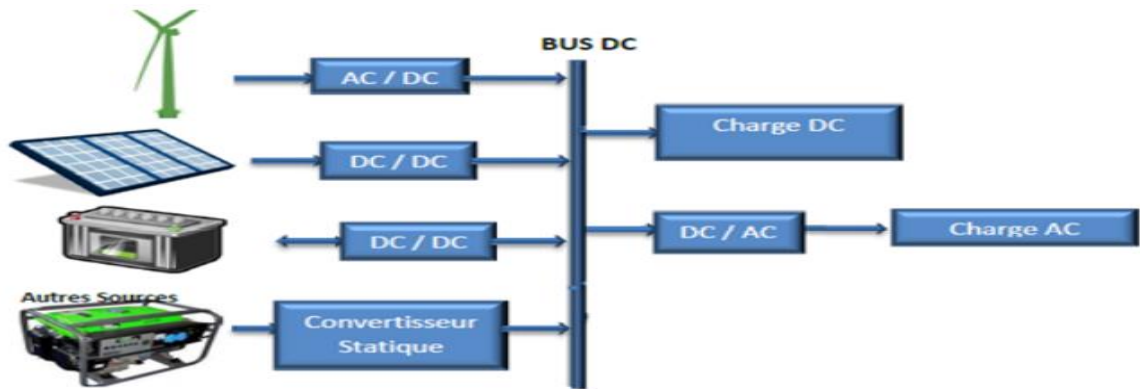 BUS DC
AC / DC
Charge DC
DC / DC
DC / DC
DC / AC
Charge AC
Autres Sources
Convertisseur
Statique